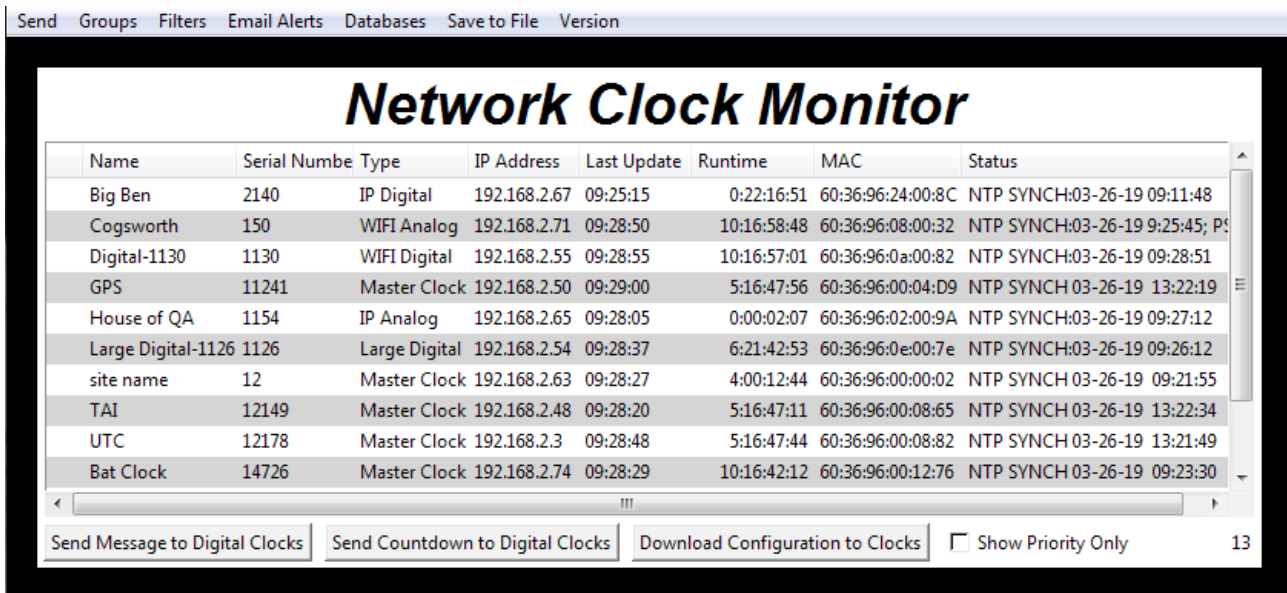 Send Groups Filters Email Alerts Databases Save to File Version
Network Clock Monitor
Name Serial Numbe Type IP Address Last Update Runtime MAC Status
Big Ben 2140 IP Digital 192.168.2.67 09:25:15 0:22:16:51 60:36:96:24:00:8C NTP SYNCH:03-26-19 09:11:48
Cogsworth 150 WIFI Analog 192.168.2.71 09:28:50 10:16:58:48 60:36:96:08:00:32 NTP SYNCH:03-26-19 9:25:45; PS
Digital-1130 1130 WIFI Digital 192.168.2.55 09:28:55 10:16:57:01 60:36:96:0a:00:82 NTP SYNCH:03-26-19 09:28:51
GPS 11241 Master Clock 192.168.2.50 09:29:00 5:16:47:56 60:36:96:00:04:D9 NTP SYNCH 03-26-19 13:22:19
House of QA 1154 IP Analog 192.168.2.65 09:28:05 0:00:02:07 60:36:96:02:00:9A NTP SYNCH:03-26-19 09:27:12
Large Digital-1126 1126 Large Digital 192.168.2.54 09:28:37 6:21:42:53 60:36:96:0e:00:7e NTP SYNCH:03-26-19 09:26:12
site name 12 Master Clock 192.168.2.63 09:28:27 4:00:12:44 60:36:96:00:00:02 NTP SYNCH 03-26-19 09:21:55
TAI 12149 Master Clock 192.168.2.48 09:28:20 5:16:47:11 60:36:96:00:08:65 NTP SYNCH 03-26-19 13:22:34
UTC 12178 Master Clock 192.168.2.3 09:28:48 5:16:47:44 60:36:96:00:08:82 NTP SYNCH 03-26-19 13:21:49
Bat Clock 14726 Master Clock 192.168.2.74 09:28:29 10:16:42:12 60:36:96:00:12:76 NTP SYNCH 03-26-19 09:23:30
Send Message to Digital Clocks Send Countdown to Digital Clocks Download Configuration to Clocks Show Priority Only 13